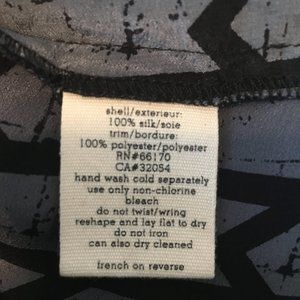 shell/exterieur:
100% silk/soie
trim/bordure:
100% polyester/polyester
RN#66170
CA#32054
hand wash cold separately
use only non-chlorine
bleach
do not twist/wring
reshape and lay flat to dry
do not iron
can also dry cleaned
french on reverse